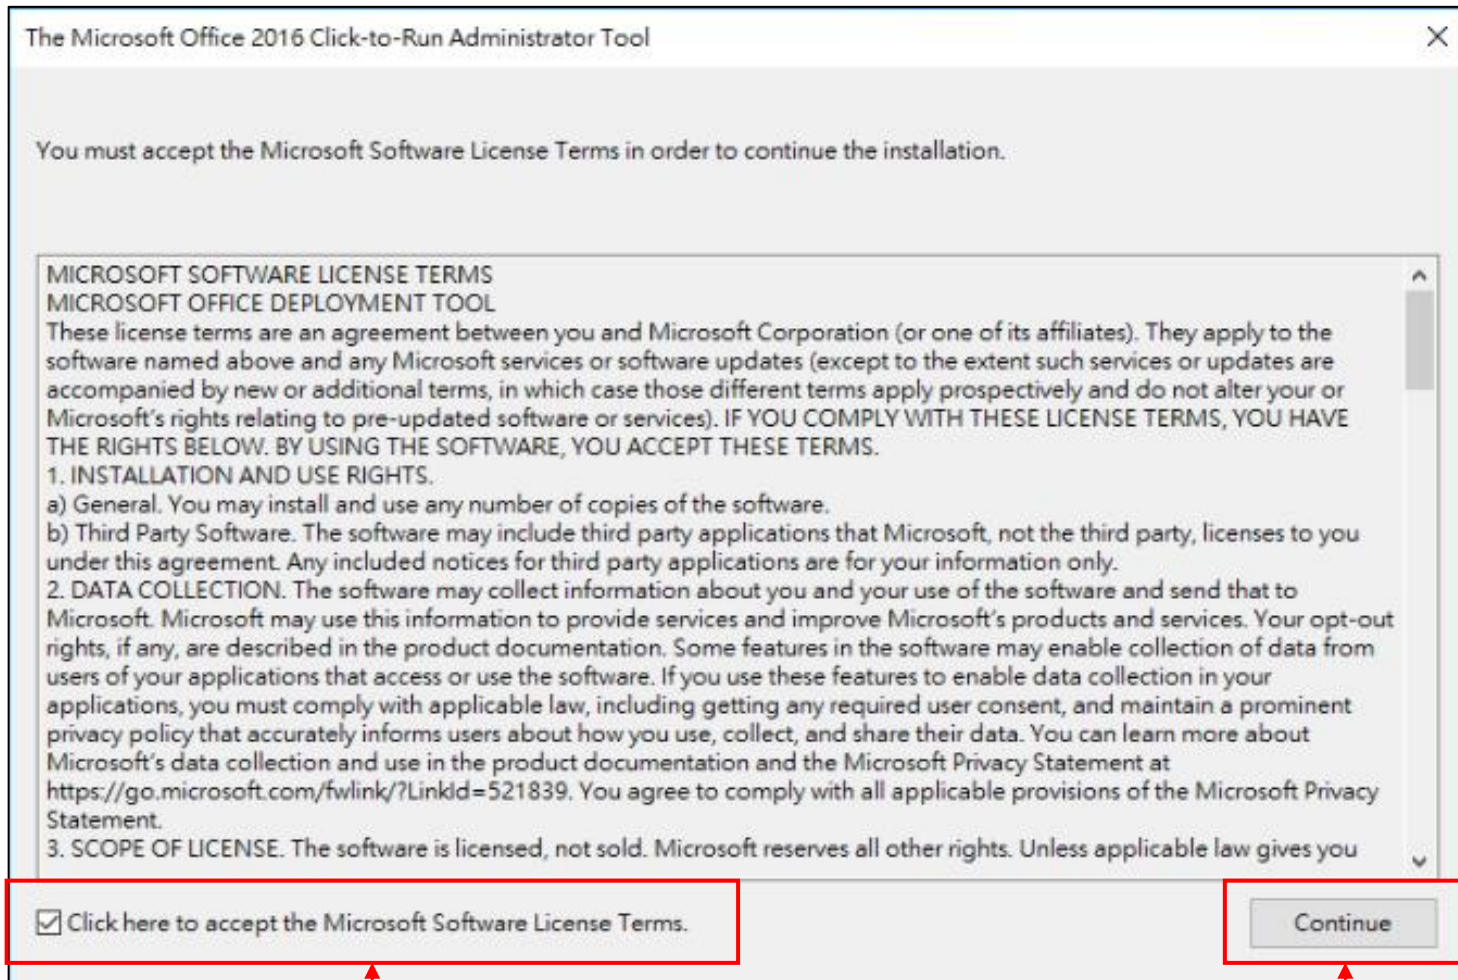 The Microsoft Office 2016 Click-to-Run Administrator Tool
You must accept the Microsoft Software License Terms in order to continue the installation.
MICROSOFT SOFTWARE LICENSE TERMS
MICROSOFT OFFICE DEPLOYMENT TOOL
These license terms are an agreement between you and Microsoft Corporation (or one of its affiliates). They apply to the
software named above and any Microsoft services or software updates (except to the extent such services or updates are
accompanied by new or additional terms, in which case those different terms apply prospectively and do not alter your or
Microsoft's rights relating to pre-updated software or services). IF YOU COMPLY WITH THESE LICENSE TERMS, YOU HAVE
THE RIGHTS BELOW. BY USING THE SOFTWARE, YOU ACCEPT THESE TERMS.
1. INSTALLATION AND USE RIGHTS.
a) General. You may install and use any number of copies of the software.
b) Third Party Software. The software may include third party applications that Microsoft, not the third party, licenses to you
under this agreement. Any included notices for third party applications are for your information only.
2. DATA COLLECTION. The software may collect information about you and your use of the software and send that to
Microsoft. Microsoft may use this information to provide services and improve Microsoft's products and services. Your opt-out
rights, if any, are described in the product documentation. Some features in the software may enable collection of data from
users of your applications that access or use the software. If you use these features to enable data collection in your
applications, you must comply with applicable law, including getting any required user consent, and maintain a prominent
privacy policy that accurately informs users about how you use, collect, and share their data. You can learn more about
Microsoft's data collection and use in the product documentation and the Microsoft Privacy Statement at
https://go.microsoft.com/fwlink/?LinkId=521839. You agree to comply with all applicable provisions of the Microsoft Privacy
Statement.
3. SCOPE OF LICENSE. The software is licensed, not sold. Microsoft reserves all other rights. Unless applicable law gives you
Click here to accept the Microsoft Software License Terms.
Continue